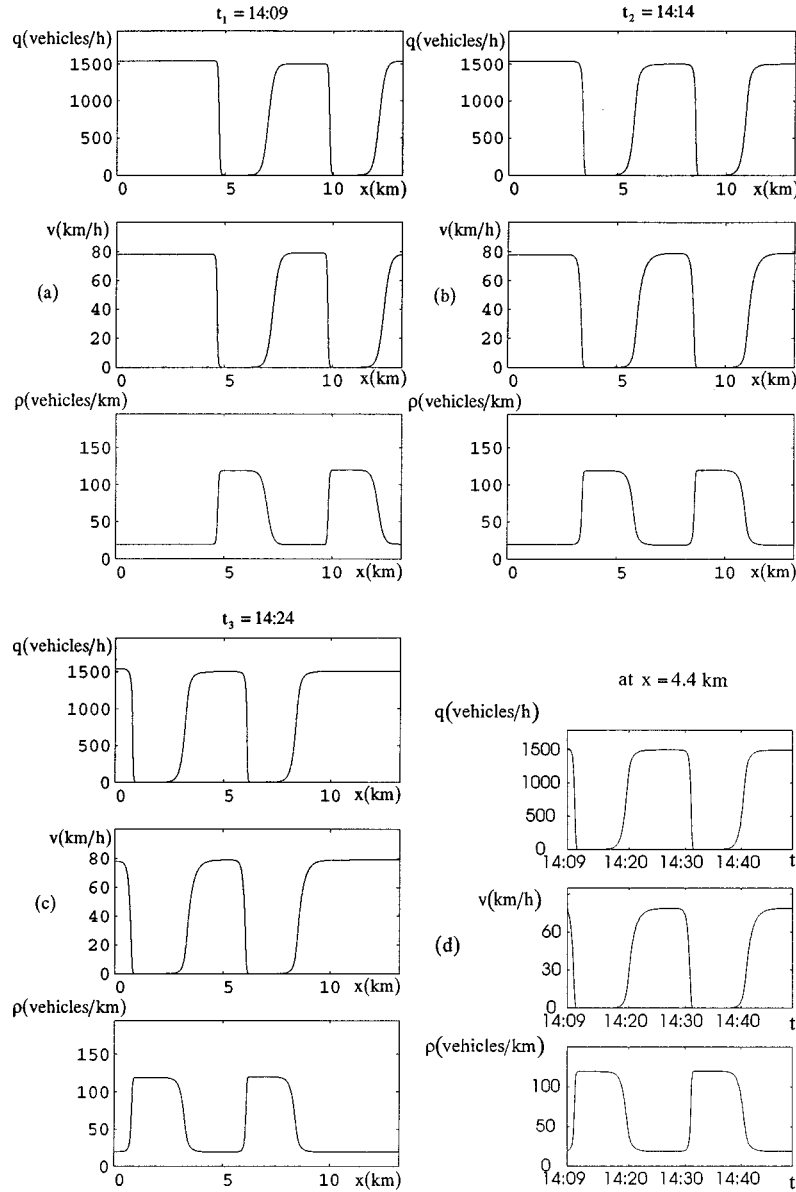 t₁ = 14:09
q(vehicles/h)
1500
1000
500
0
0 5 10 x(km)
v(km/h)
80
60
40
20
0
0 5 10 x(km)
(a)
ρ(vehicles/km)
150
100
50
0
0 5 10 x(km)
t₂ = 14:14
q(vehicles/h)
1500
1000
500
0
0 5 10 x(km)
v(km/h)
80
60
40
20
0
0 5 10 x(km)
(b)
ρ(vehicles/km)
150
100
50
0
0 5 10 x(km)
t₃ = 14:24
q(vehicles/h)
1500
1000
500
0
0 5 10 x(km)
v(km/h)
80
60
40
20
0
0 5 10 x(km)
(c)
ρ(vehicles/km)
150
100
50
0
0 5 10 x(km)
at x = 4.4 km
q(vehicles/h)
1500
1000
500
0
14:09 14:20 14:30 14:40 t
v(km/h)
60
30
0
14:09 14:20 14:30 14:40 t
(d)
ρ(vehicles/km)
100
50
0
14:09 14:20 14:30 14:40 t